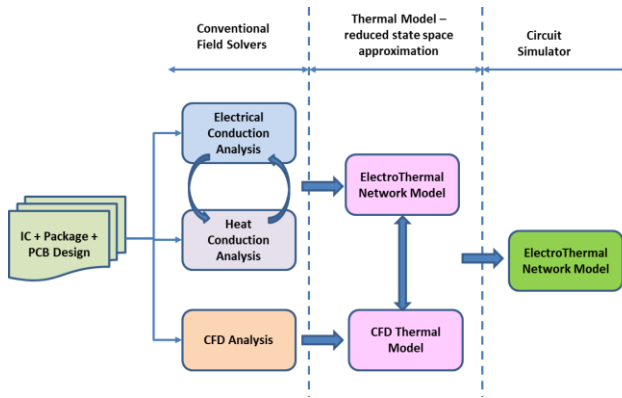 Conventional
Field Solvers
Thermal Model –
reduced state space
approximation
Circuit
Simulator
Electrical
Conduction
Analysis
ElectroThermal
Network Model
IC + Package +
PCB Design
Heat
Conduction
Analysis
ElectroThermal
Network Model
CFD Analysis
CFD Thermal
Model